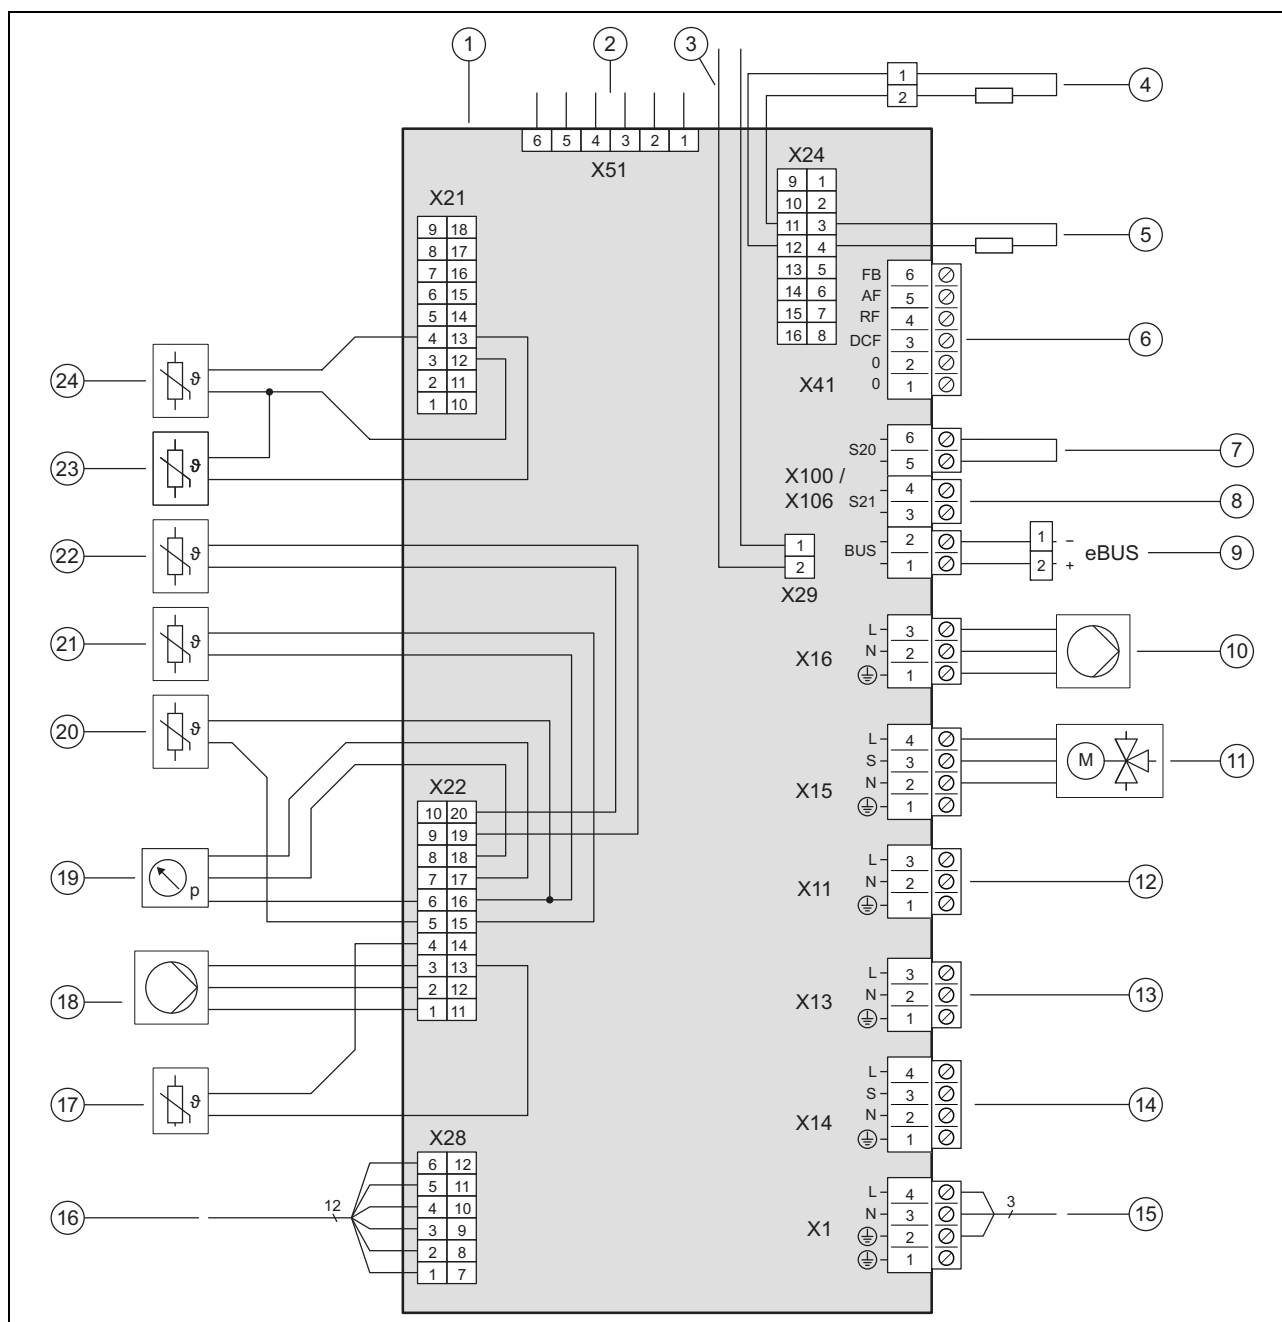 1 2 3
1
2
4
6 5 4 3 2 1
X51
X24
9 1
10 2
11 3
12 4
13 5
14 6
15 7
16 8
5
X21
9 18
8 17
7 16
6 15
5 14
4 13
3 12
2 11
1 10
FB 6
AF 5
RF 4
DCF 3
0 2
0 1
X41
6
24 ϑ
23 ϑ
S20 6
5
7
X100 /
X106
S21 4
3
8
22 ϑ
1
2
X29
BUS 2
1
1 –
2 +
eBUS
9
21 ϑ
X16
L 3
N 2
1
10
20 ϑ
X15
L 4
S 3
N 2
1
M
11
X22
10 20
9 19
8 18
7 17
6 16
5 15
4 14
3 13
2 12
1 11
19 p
X11
L 3
N 2
1
12
18
X13
L 3
N 2
1
13
17 ϑ
X14
L 4
S 3
N 2
1
14
X28
6 12
5 11
4 10
3 9
2 8
1 7
16 12
X1
L 4
N 3
2
1
3
15